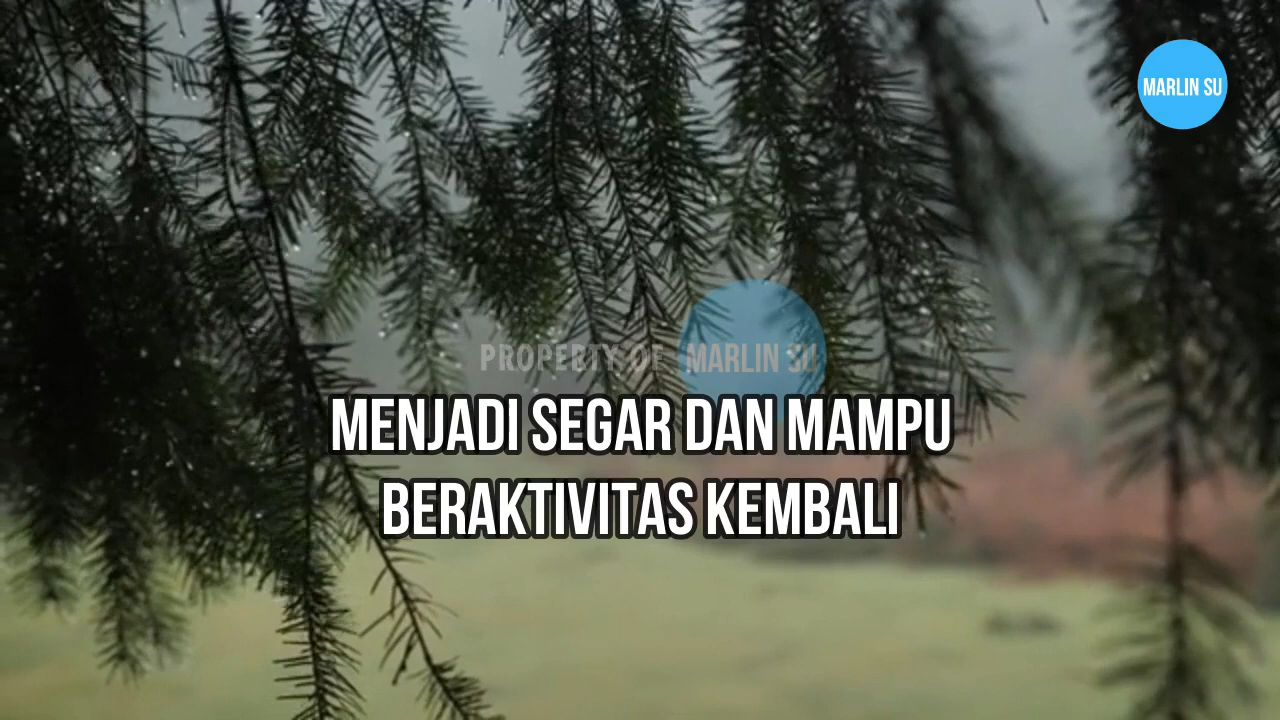 MARLIN SU
PROPERTY OF MARLIN SU
MENJADI SEGAR DAN MAMPU
BERAKTIVITAS KEMBALI